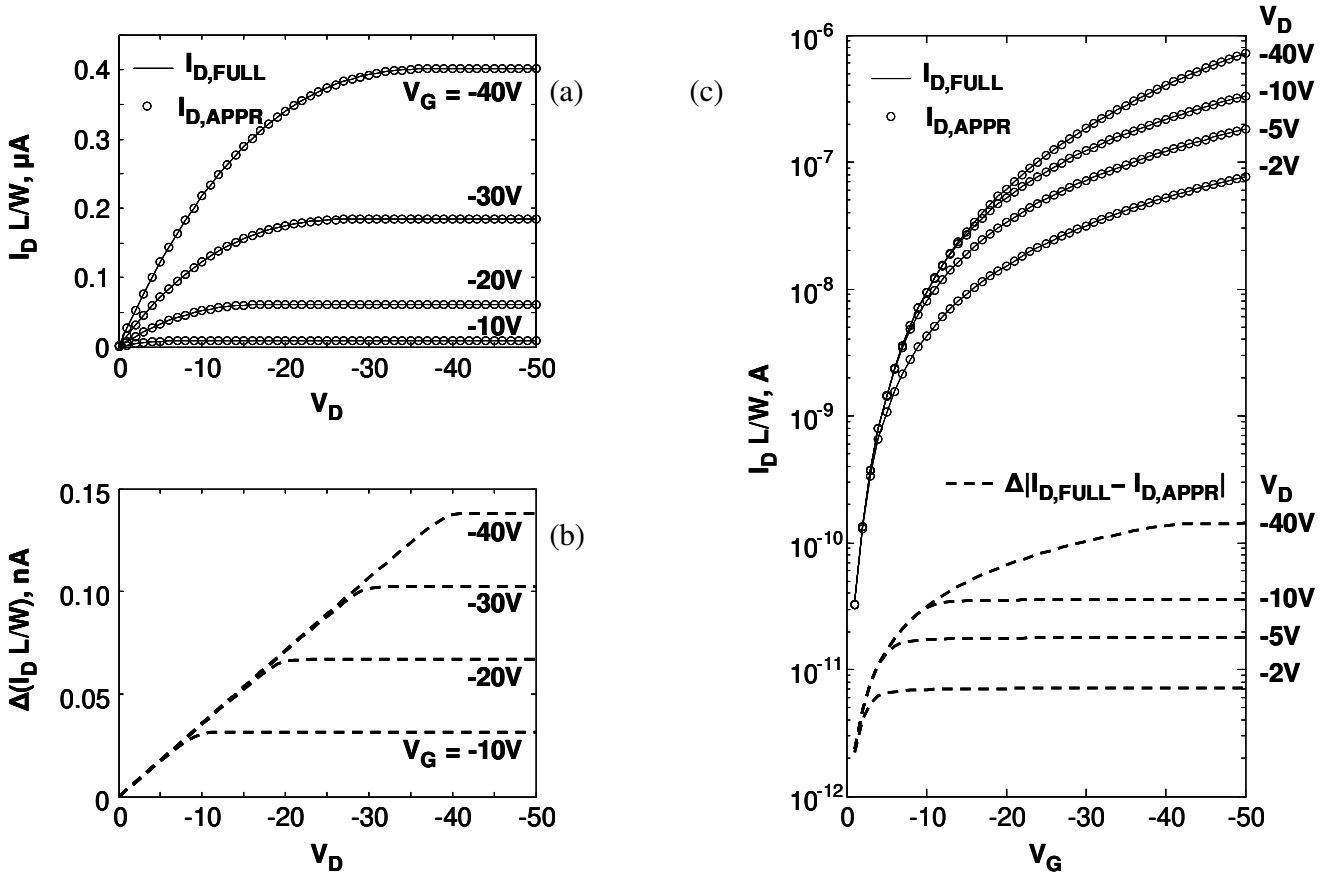 I_D,FULL
I_D,APPR
V_G = -40V
-30V
-20V
-10V
0.4
0.3
0.2
0.1
0
0 -10 -20 -30 -40 -50
I_D L/W, µA
V_D
(a)
0.15
0.10
0.05
0
-40V
-30V
-20V
V_G = -10V
0 -10 -20 -30 -40 -50
Δ(I_D L/W), nA
V_D
(b)
(c)
I_D,FULL
I_D,APPR
V_D
-40V
-10V
-5V
-2V
Δ|I_D,FULL − I_D,APPR|
V_D
-40V
-10V
-5V
-2V
10^-6
10^-7
10^-8
10^-9
10^-10
10^-11
10^-12
0 -10 -20 -30 -40 -50
I_D L/W, A
V_G